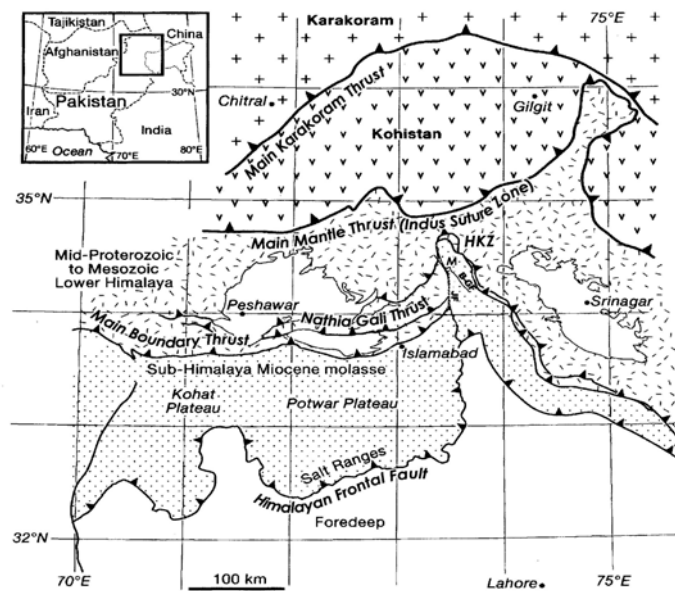 Tajikistan
China
Afghanistan
Pakistan
30°N
Iran
India
Ocean
60°E
70°E
80°E
Karakoram
75°E
Chitral
Main Karakoram Thrust
Gilgit
Kohistan
35°N
Main Mantle Thrust (Indus Suture Zone)
HKZ
Mid-Proterozoic
to Mesozoic
Lower Himalaya
M
Bal
Peshawar
Nathia Gali Thrust
Srinagar
Main Boundary Thrust
Islamabad
Sub-Himalaya Miocene molasse
Kohat
Plateau
Potwar Plateau
Salt Ranges
Himalayan Frontal Fault
Foredeep
32°N
70°E
100 km
Lahore
75°E